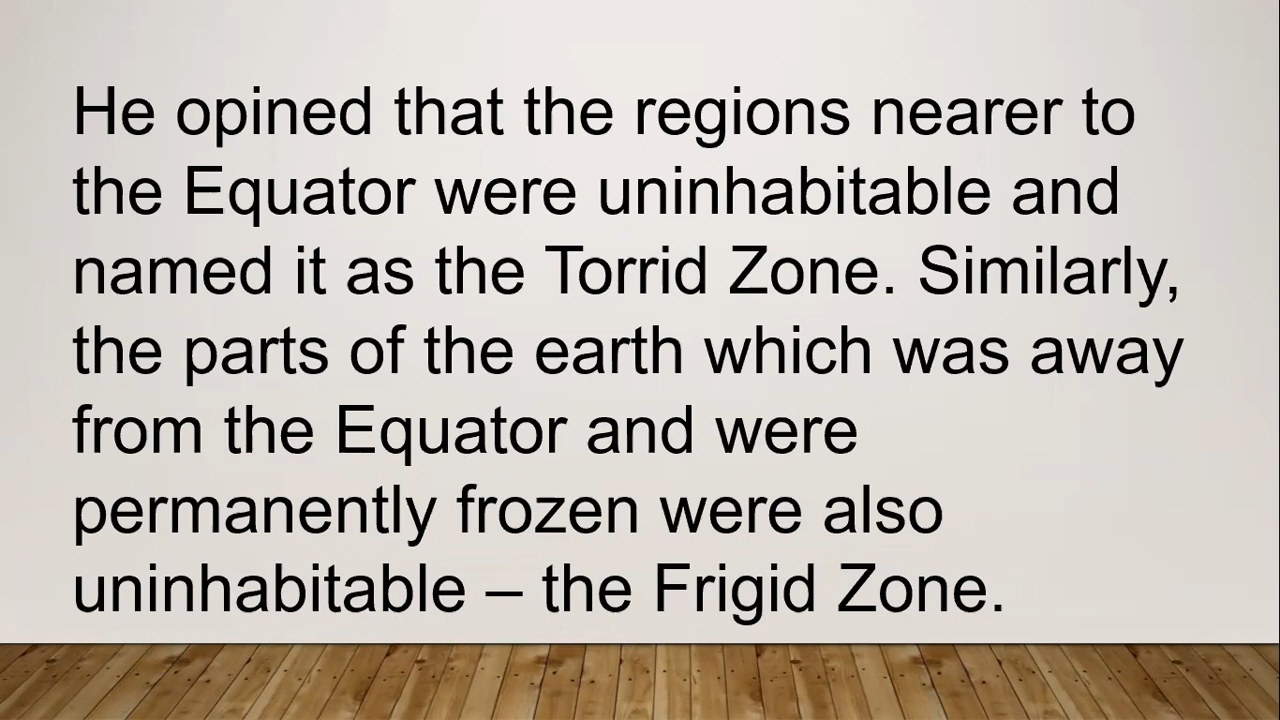 He opined that the regions nearer to
the Equator were uninhabitable and
named it as the Torrid Zone. Similarly,
the parts of the earth which was away
from the Equator and were
permanently frozen were also
uninhabitable – the Frigid Zone.